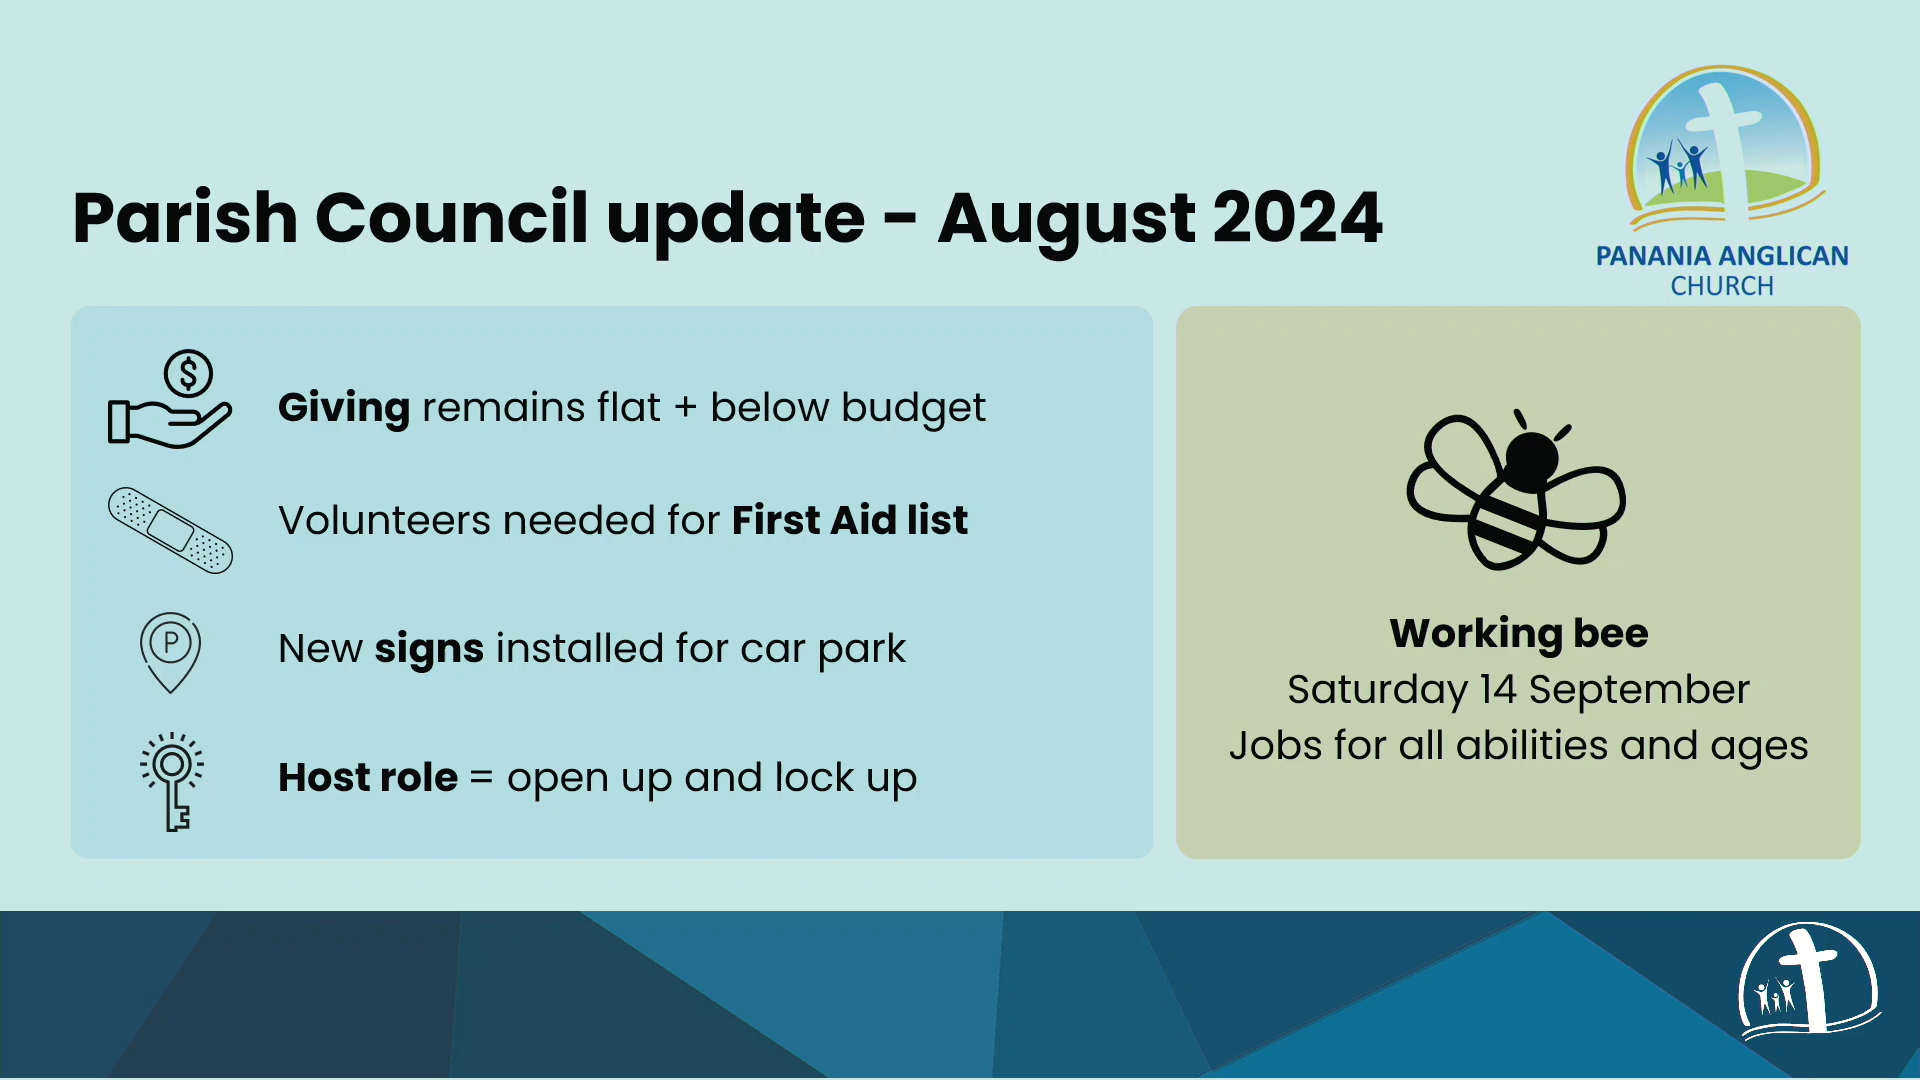 PANANIA ANGLICAN
CHURCH
Parish Council update - August 2024
$
Giving remains flat + below budget
Volunteers needed for First Aid list
P
New signs installed for car park
Host role = open up and lock up
Working bee
Saturday 14 September
Jobs for all abilities and ages